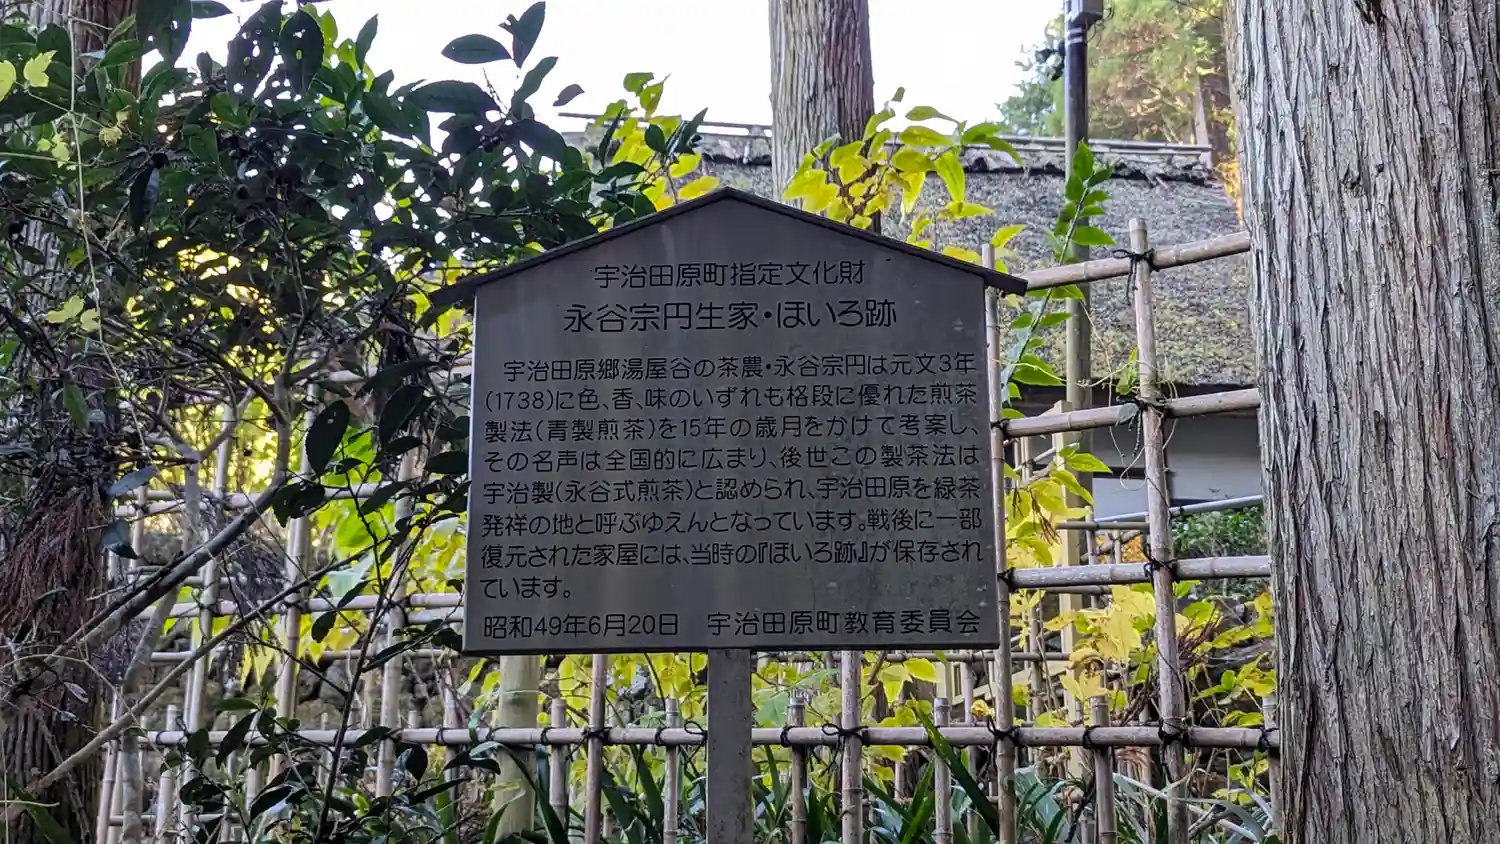 宇治田原町指定文化財
永谷宗円生家・ほいろ跡
宇治田原郷湯屋谷の茶農・永谷宗円は元文3年
(1738)に色、香、味のいずれも格段に優れた煎茶
製法(青製煎茶)を15年の歳月をかけて考案し、
その名声は全国的に広まり、後世この製茶法は
宇治製(永谷式煎茶)と認められ、宇治田原を緑茶
発祥の地と呼ぶゆえんとなっています。戦後に一部
復元された家屋には、当時の『ほいろ跡』が保存され
ています。
昭和49年6月20日 宇治田原町教育委員会